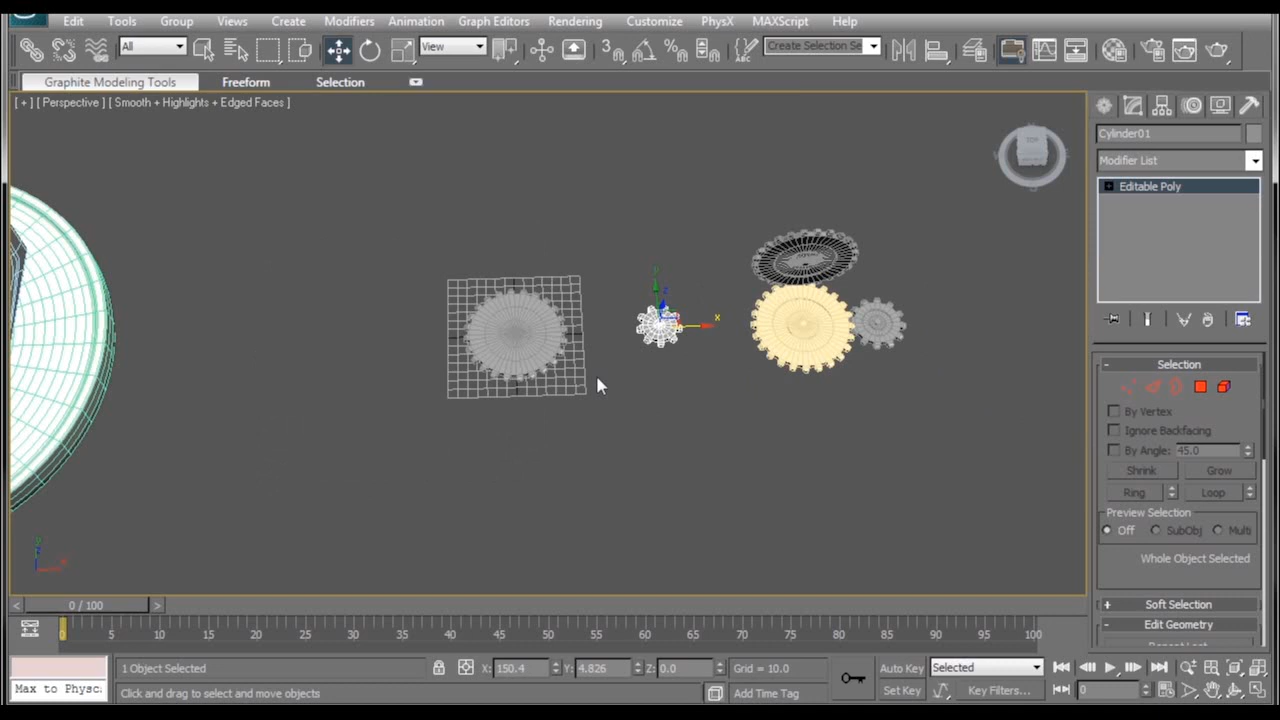 Edit Tools Group Views Create Modifiers Animation Graph Editors Rendering Customize PhysX MAXScript Help
All View 3 Create Selection Se
Graphite Modeling Tools Freeform Selection
[ + ] [ Perspective ] [ Smooth + Highlights + Edged Faces ]
Cylinder01
Modifier List
Editable Poly
y
z
x
Selection
By Vertex
Ignore Backfacing
By Angle: 45.0
Shrink Grow
Ring Loop
Preview Selection
Off SubObj Multi
Whole Object Selected
Soft Selection
Edit Geometry
< 0 / 100 >
0 5 10 15 20 25 30 35 40 45 50 55 60 65 70 75 80 85 90 95 100
1 Object Selected X: 150.4 Y: 4.826 Z: 0.0 Grid = 10.0 Auto Key Selected
Max to Physc
Click and drag to select and move objects Add Time Tag Set Key Key Filters... 0